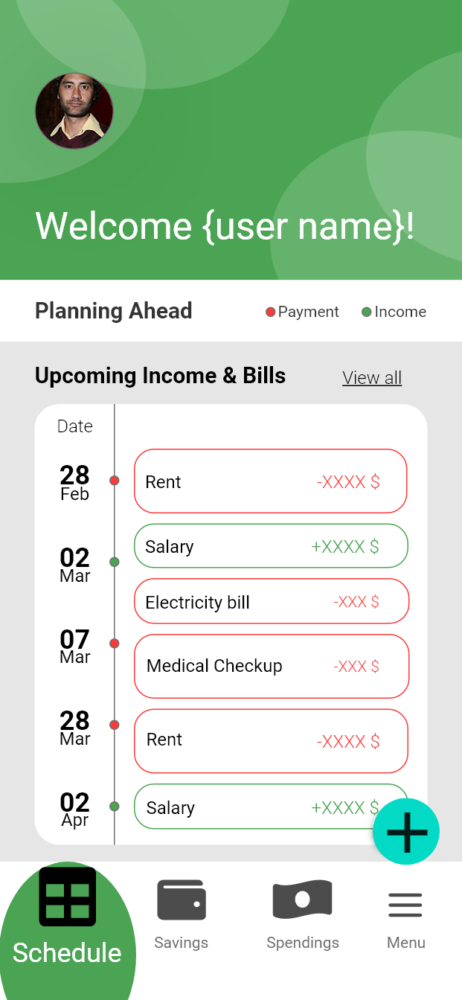 Welcome {user name}!
Planning Ahead
Payment
Income
Upcoming Income & Bills
View all
Date
28
Feb
Rent -XXXX $
02
Mar
Salary +XXXX $
Electricity bill -XXX $
07
Mar
Medical Checkup -XXX $
28
Mar
Rent -XXXX $
02
Apr
Salary +XXXX $
Schedule
Savings
Spendings
Menu